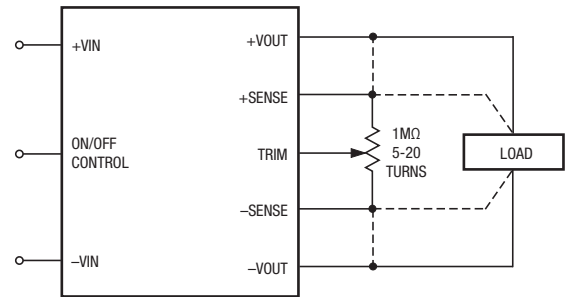 +VIN
ON/OFF
CONTROL
–VIN
+VOUT
+SENSE
TRIM
–SENSE
–VOUT
1MΩ
5-20
TURNS
LOAD